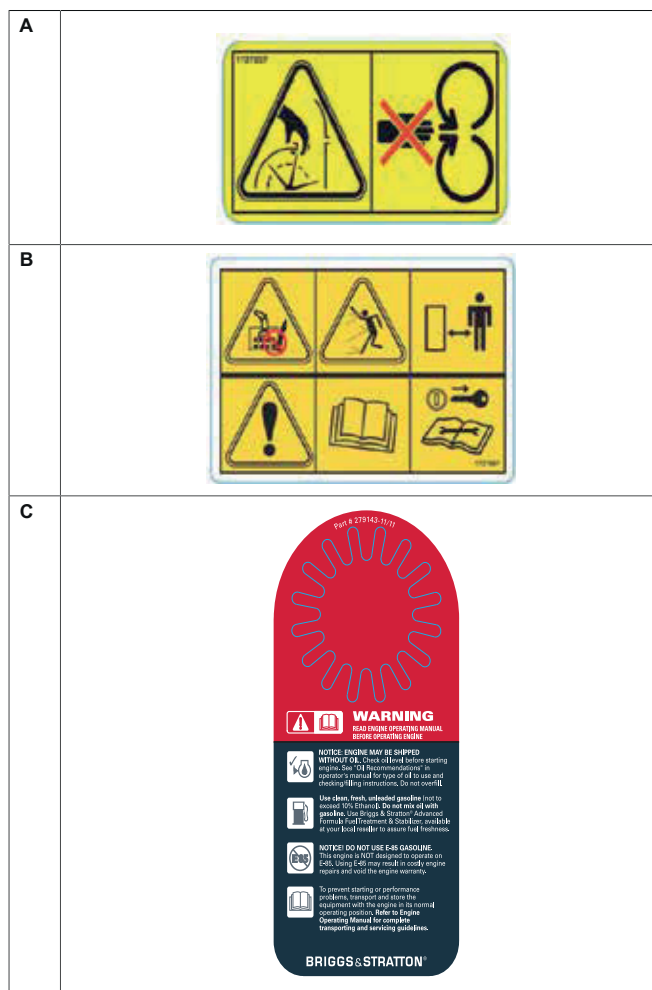 A
B
C
Part # 279143-11/11
WARNING
READ ENGINE OPERATING MANUAL
BEFORE OPERATING ENGINE
NOTICE: ENGINE MAY BE SHIPPED
WITHOUT OIL. Check oil level before starting
engine. See "Oil Recommendations" in
operator's manual for type of oil to use and
checking/filling instructions. Do not overfill.
Use clean, fresh, unleaded gasoline (not to
exceed 10% Ethanol). Do not mix oil with
gasoline. Use Briggs & Stratton® Advanced
Formula Fuel Treatment & Stabilizer, available
at your local reseller to assure fuel freshness.
E85
NOTICE! DO NOT USE E-85 GASOLINE.
This engine is NOT designed to operate on
E-85. Using E-85 may result in costly engine
repairs and void the engine warranty.
To prevent starting or performance
problems, transport and store the
equipment with the engine in its normal
operating position. Refer to Engine
Operating Manual for complete
transporting and servicing guidelines.
BRIGGS&STRATTON®